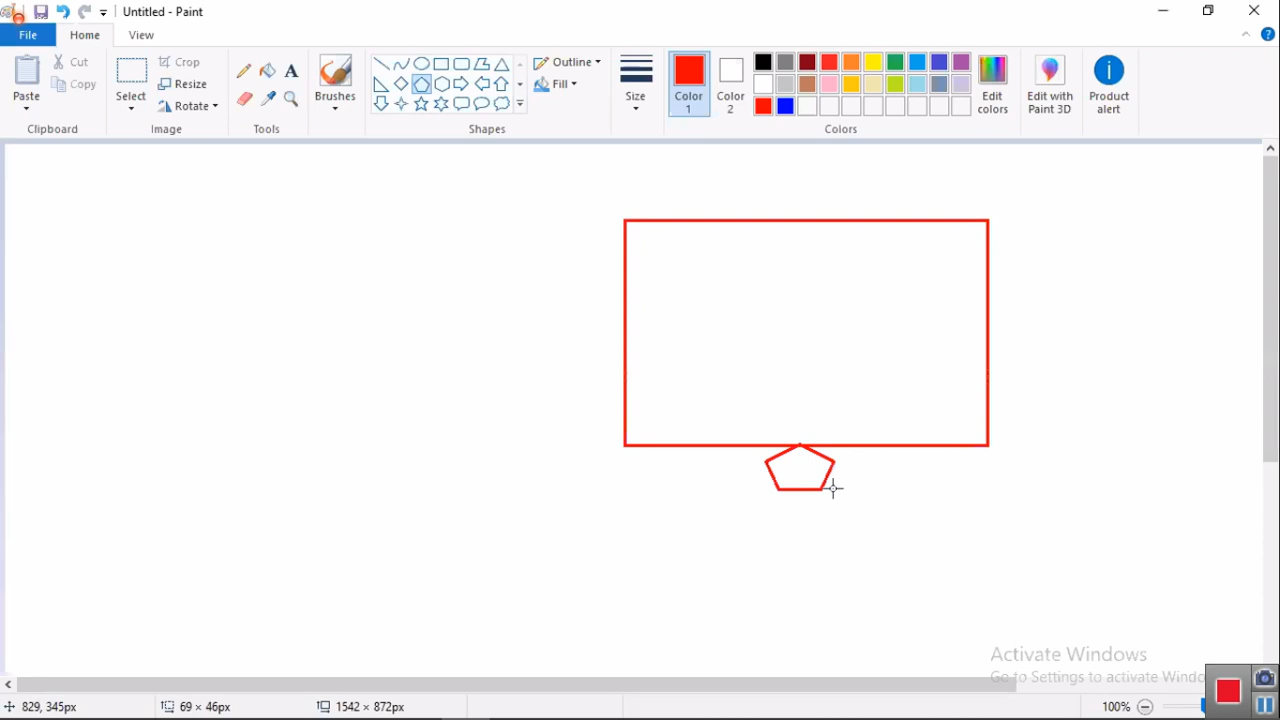 Untitled - Paint
File Home View
Paste
Cut
Copy
Clipboard
Select
Crop
Resize
Rotate
Image
A
Tools
Brushes
Shapes
Outline
Fill
Size
Color 1
Color 2
Colors
Edit colors
Edit with Paint 3D
Product alert
Activate Windows
Go to Settings to activate Windo
829, 345px
69 × 46px
1542 × 872px
100%